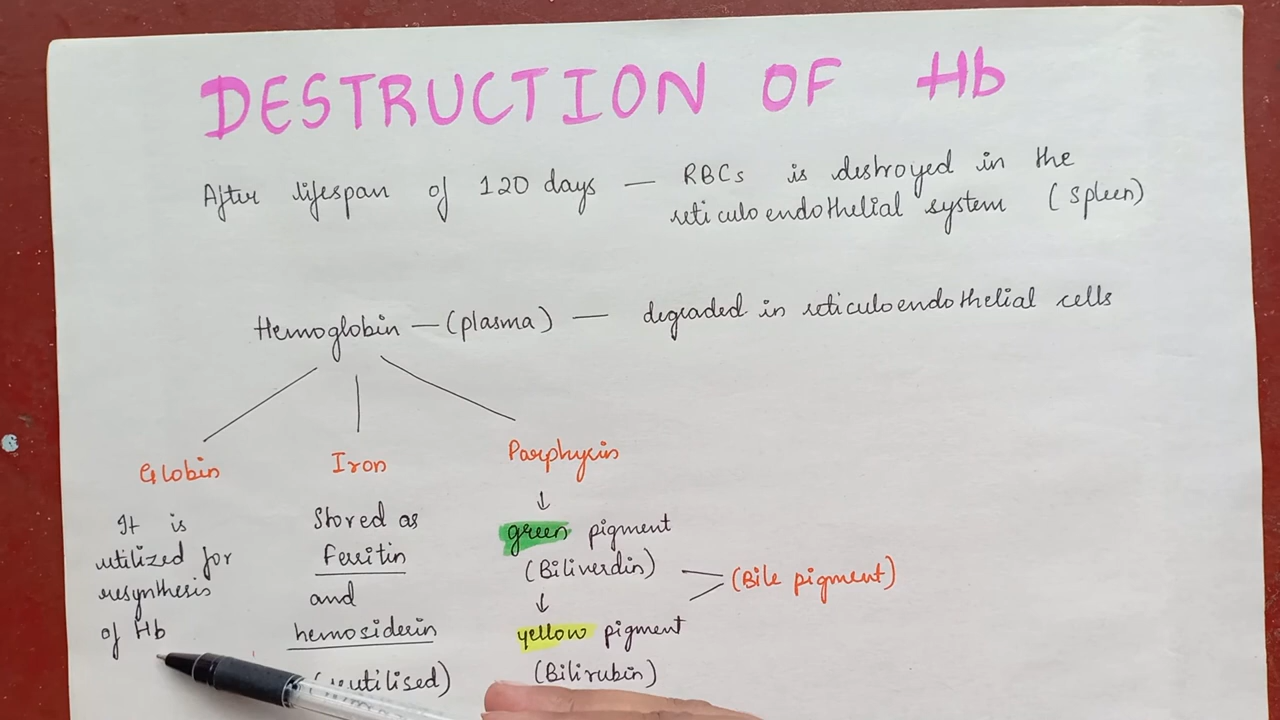 DESTRUCTION OF Hb
After lifespan of 120 days — RBCs is destroyed in the
reticuloendothelial system (spleen)
Hemoglobin — (plasma) — degraded in reticuloendothelial cells
Globin
It is
utilized for
resynthesis
of Hb
Iron
Stored as
Ferritin
and
hemosiderin
utilised)
Porphyrin
↓
green pigment
(Biliverdin)
↓
yellow pigment
(Bilirubin)
(Bile pigment)